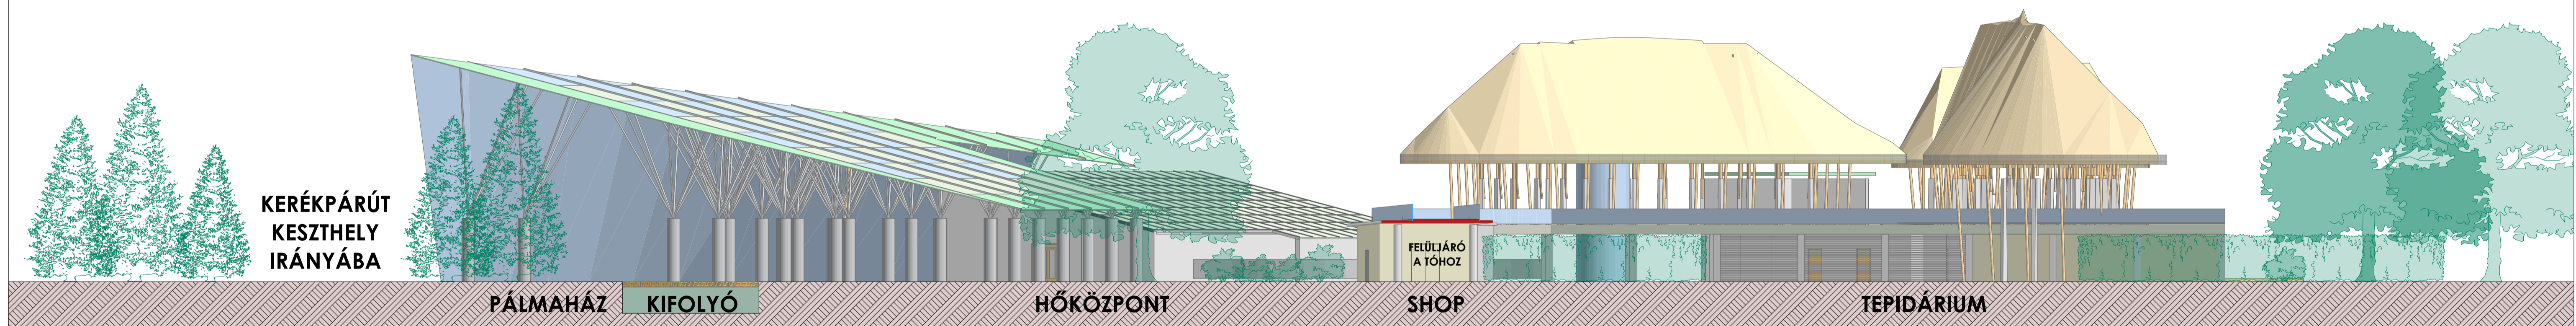 KERÉKPÁRÚT
KESZTHELY
IRÁNYÁBA
FELÜLJÁRÓ
A TÓHOZ
PÁLMAHÁZ
KIFOLYÓ
HŐKÖZPONT
SHOP
TEPIDÁRIUM